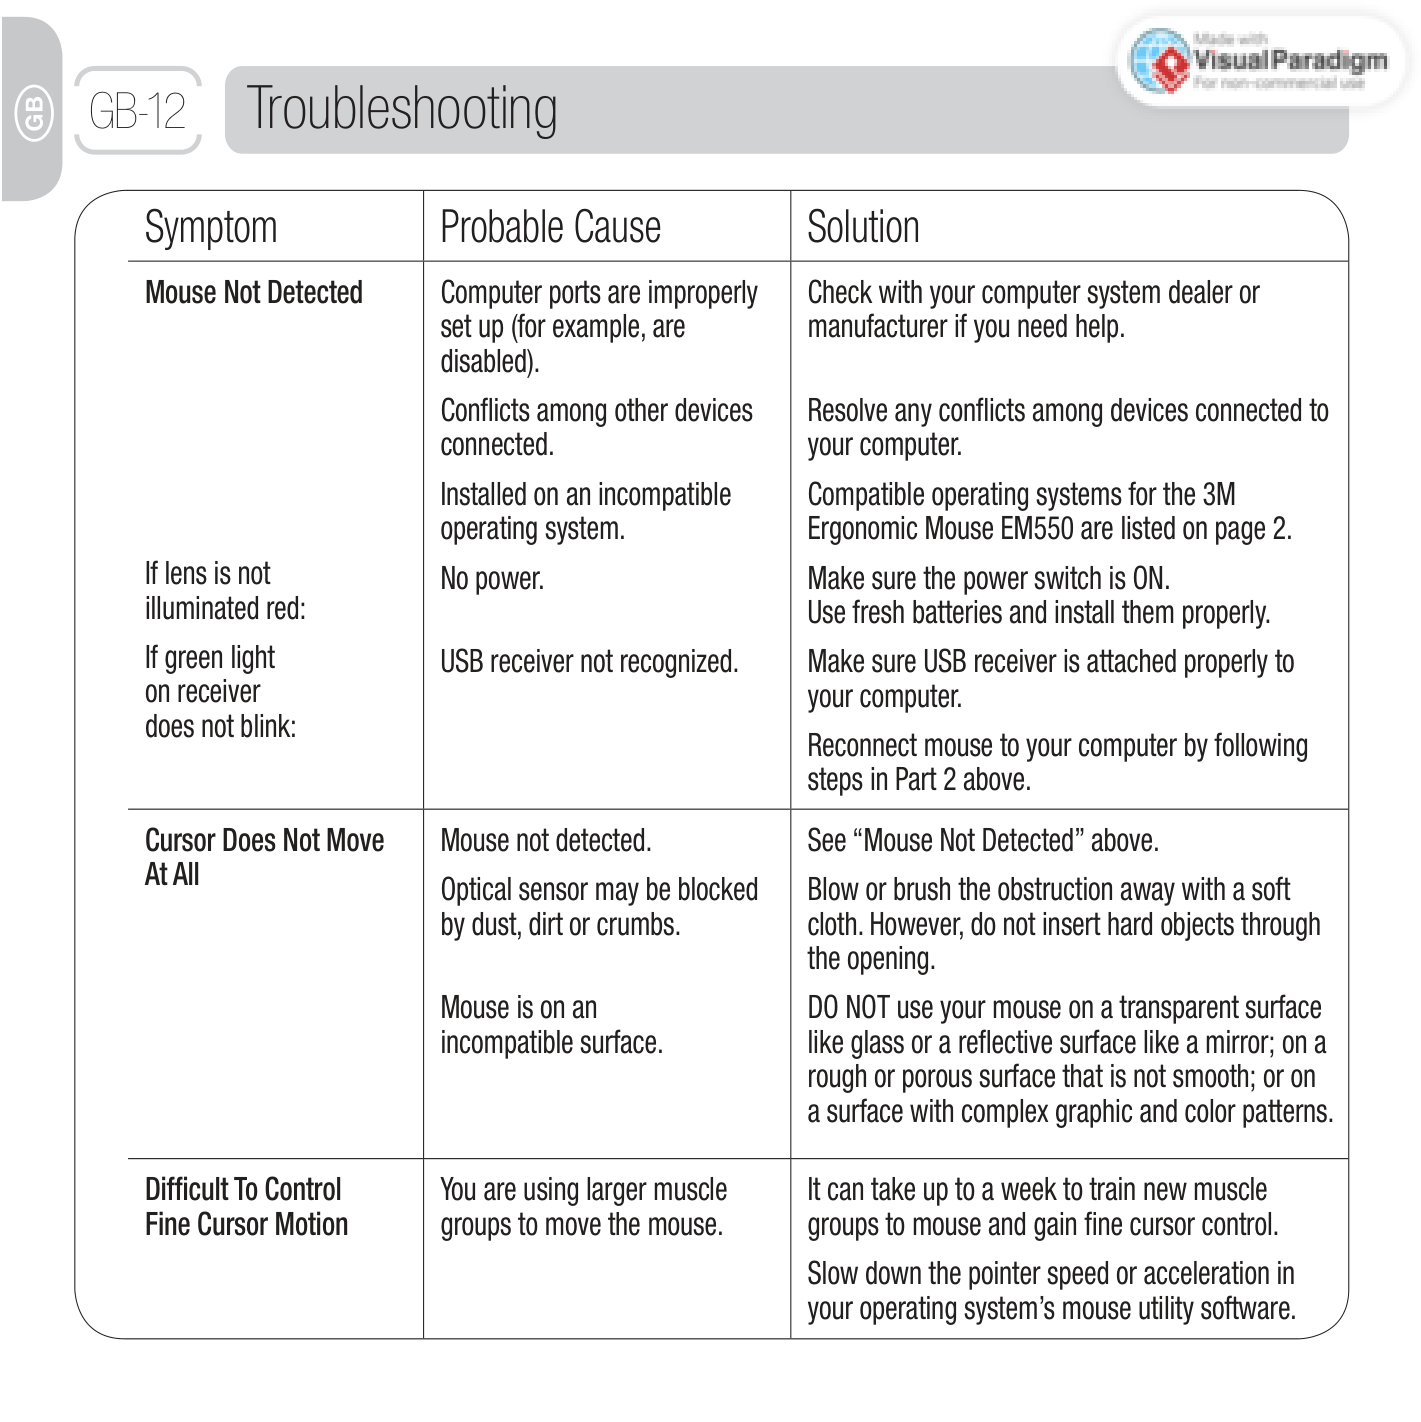 GB
GB-12
Troubleshooting
Made with
Visual Paradigm
For non-commercial use
Symptom
Probable Cause
Solution
Mouse Not Detected
Computer ports are improperly
set up (for example, are
disabled).
Check with your computer system dealer or
manufacturer if you need help.
Conflicts among other devices
connected.
Resolve any conflicts among devices connected to
your computer.
Installed on an incompatible
operating system.
Compatible operating systems for the 3M
Ergonomic Mouse EM550 are listed on page 2.
If lens is not
illuminated red:
No power.
Make sure the power switch is ON.
Use fresh batteries and install them properly.
If green light
on receiver
does not blink:
USB receiver not recognized.
Make sure USB receiver is attached properly to
your computer.
Reconnect mouse to your computer by following
steps in Part 2 above.
Cursor Does Not Move
At All
Mouse not detected.
See “Mouse Not Detected” above.
Optical sensor may be blocked
by dust, dirt or crumbs.
Blow or brush the obstruction away with a soft
cloth. However, do not insert hard objects through
the opening.
Mouse is on an
incompatible surface.
DO NOT use your mouse on a transparent surface
like glass or a reflective surface like a mirror; on a
rough or porous surface that is not smooth; or on
a surface with complex graphic and color patterns.
Difficult To Control
Fine Cursor Motion
You are using larger muscle
groups to move the mouse.
It can take up to a week to train new muscle
groups to mouse and gain fine cursor control.
Slow down the pointer speed or acceleration in
your operating system’s mouse utility software.